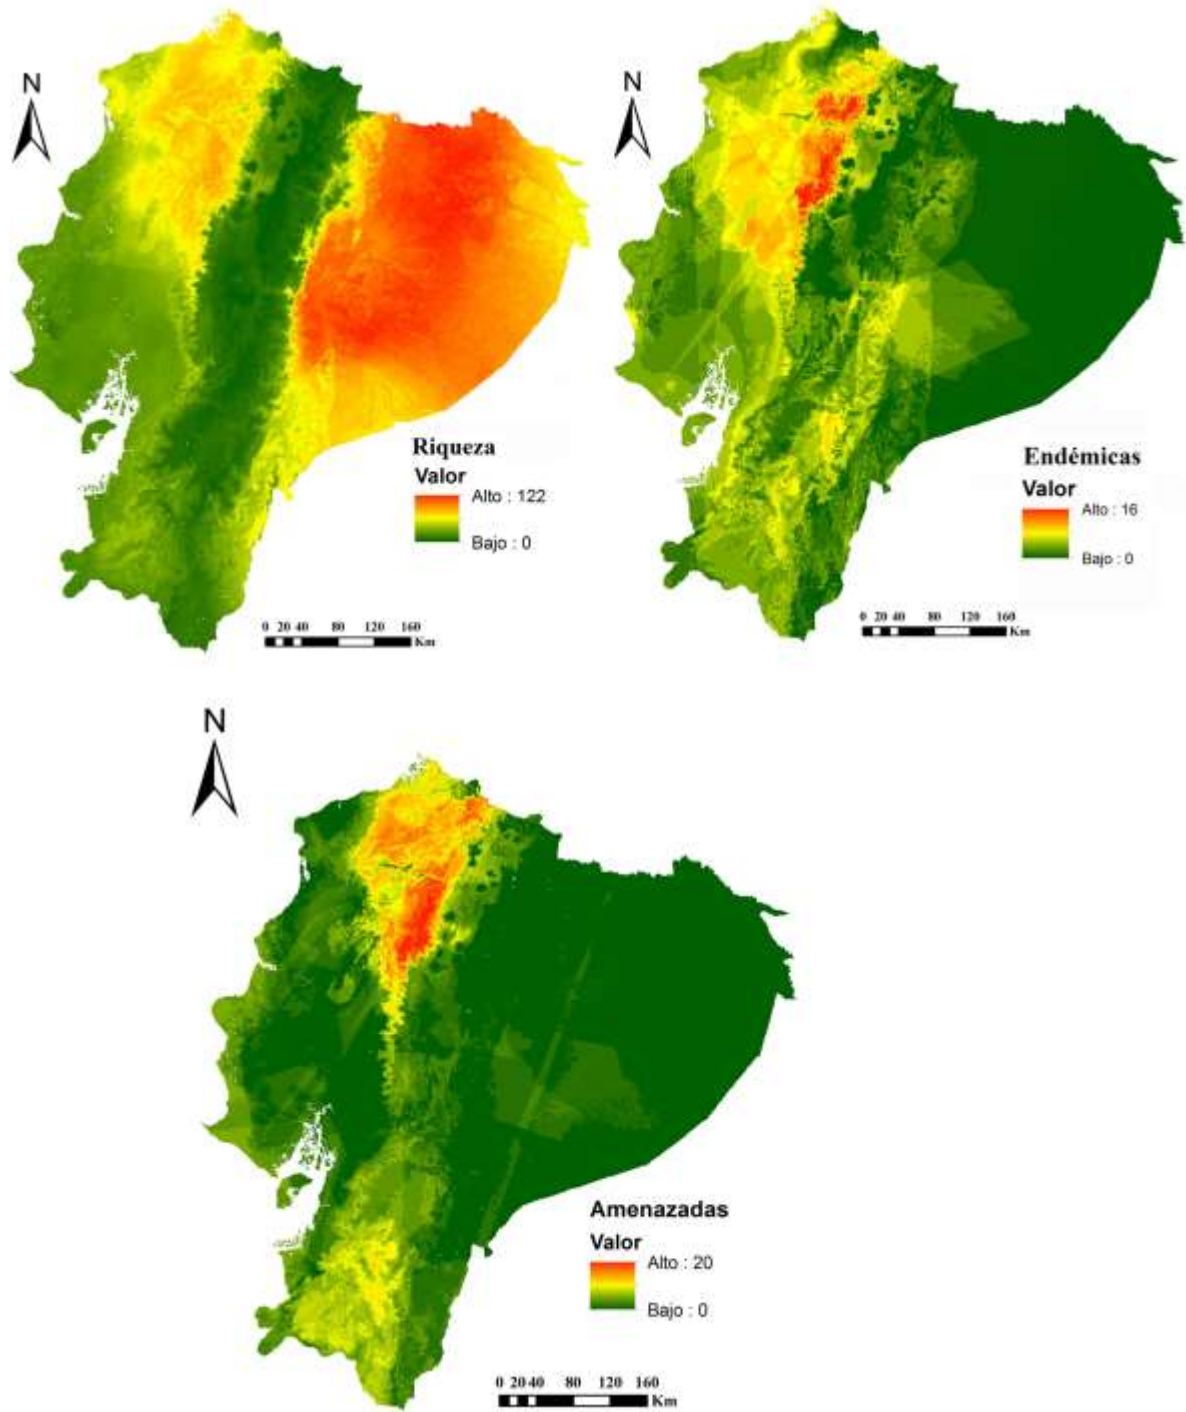 N
Riqueza
Valor
Alto : 122
Bajo : 0
0 20 40 80 120 160
Km
N
Endémicas
Valor
Alto : 16
Bajo : 0
0 20 40 80 120 160
Km
N
Amenazadas
Valor
Alto : 20
Bajo : 0
0 20 40 80 120 160
Km